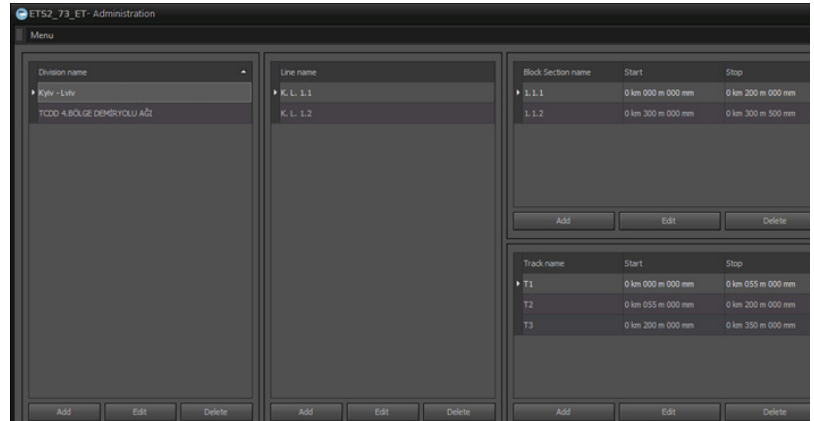 ETS2_73_ET- Administration
Menu
Division name
Kyiv - Lviv
TCDD 4.BÖLGE DEMİRYOLU AĞI
Add Edit Delete
Line name
K. L. 1.1
K. L. 1.2
Add Edit Delete
Block Section name Start Stop
1.1.1 0 km 000 m 000 mm 0 km 200 m 000 mm
1.1.2 0 km 300 m 000 mm 0 km 300 m 500 mm
Add Edit Delete
Track name Start Stop
T1 0 km 000 m 000 mm 0 km 055 m 000 mm
T2 0 km 055 m 000 mm 0 km 200 m 000 mm
T3 0 km 200 m 000 mm 0 km 350 m 000 mm
Add Edit Delete